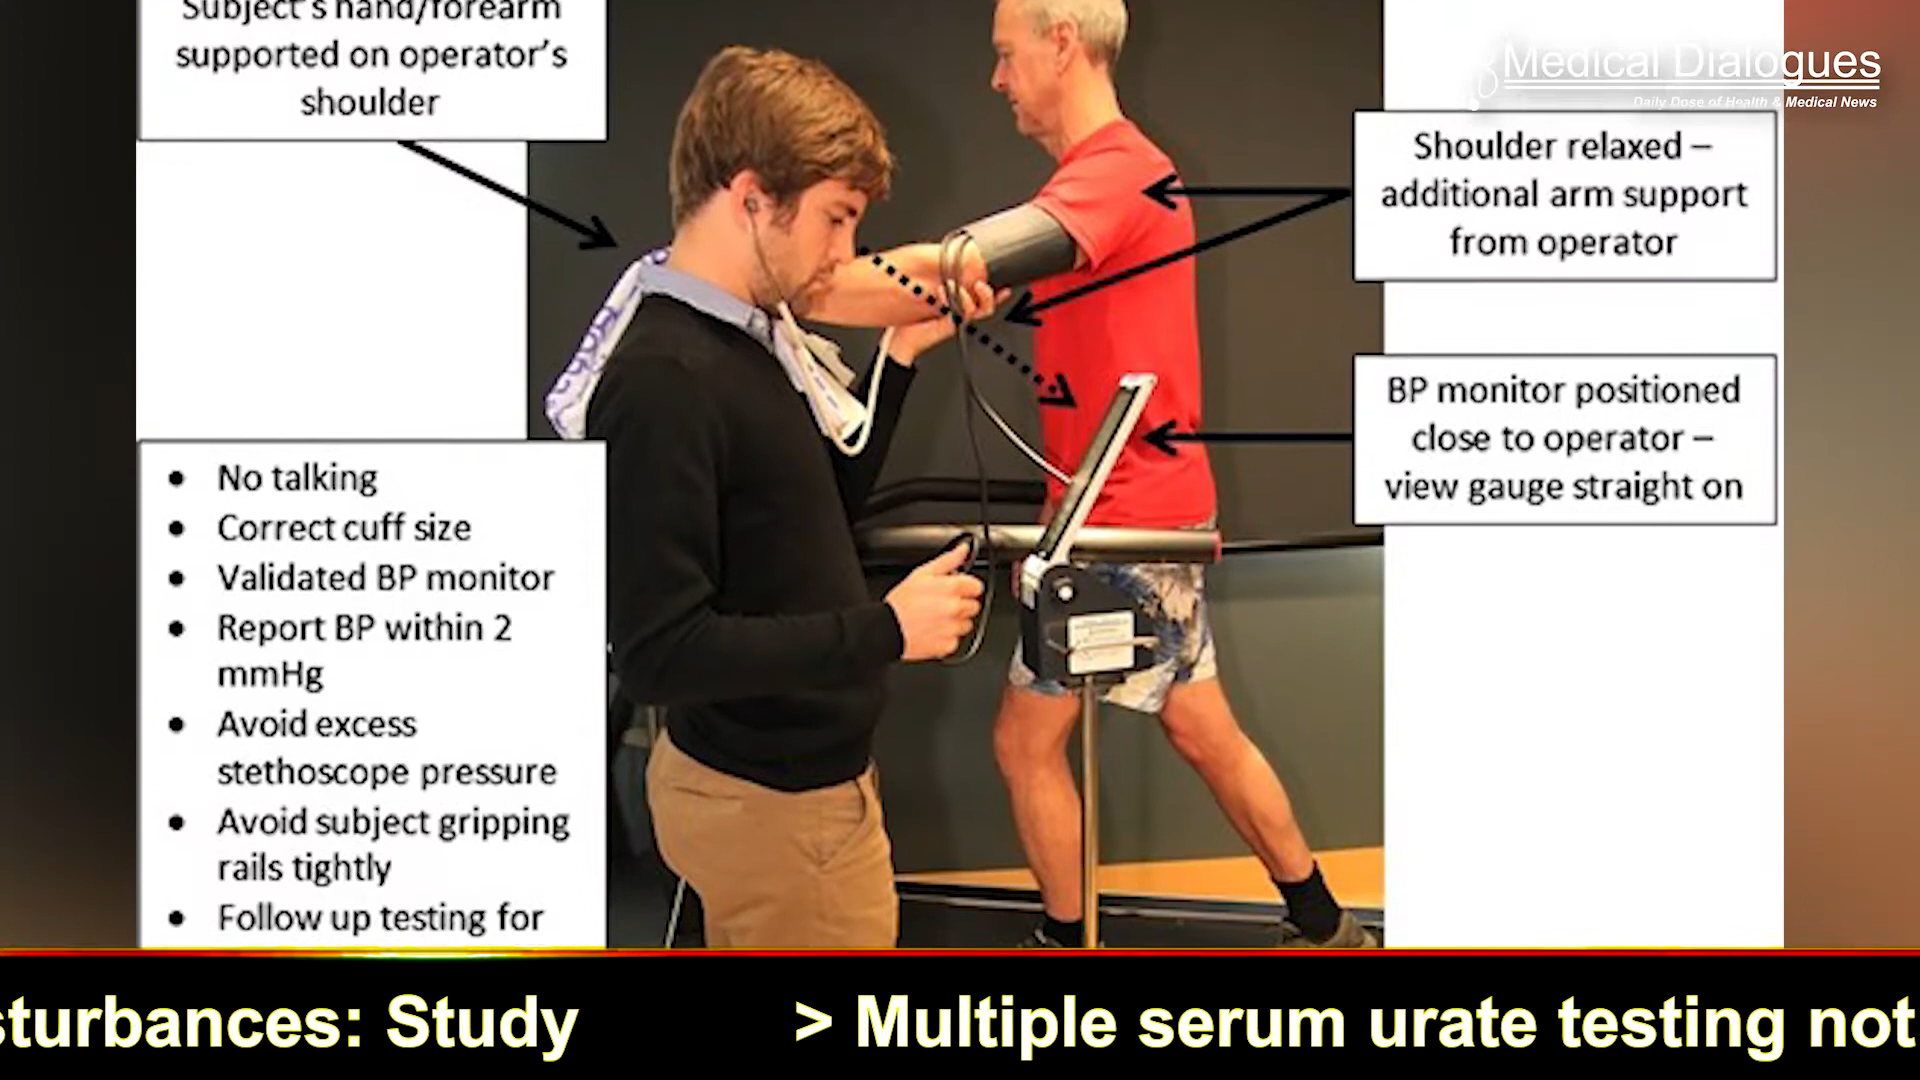 Subject's hand/forearm
supported on operator's
shoulder
Medical Dialogues
Daily Dose of Health & Medical News
Shoulder relaxed –
additional arm support
from operator
BP monitor positioned
close to operator –
view gauge straight on
• No talking
• Correct cuff size
• Validated BP monitor
• Report BP within 2
mmHg
• Avoid excess
stethoscope pressure
• Avoid subject gripping
rails tightly
• Follow up testing for
sturbances: Study > Multiple serum urate testing not